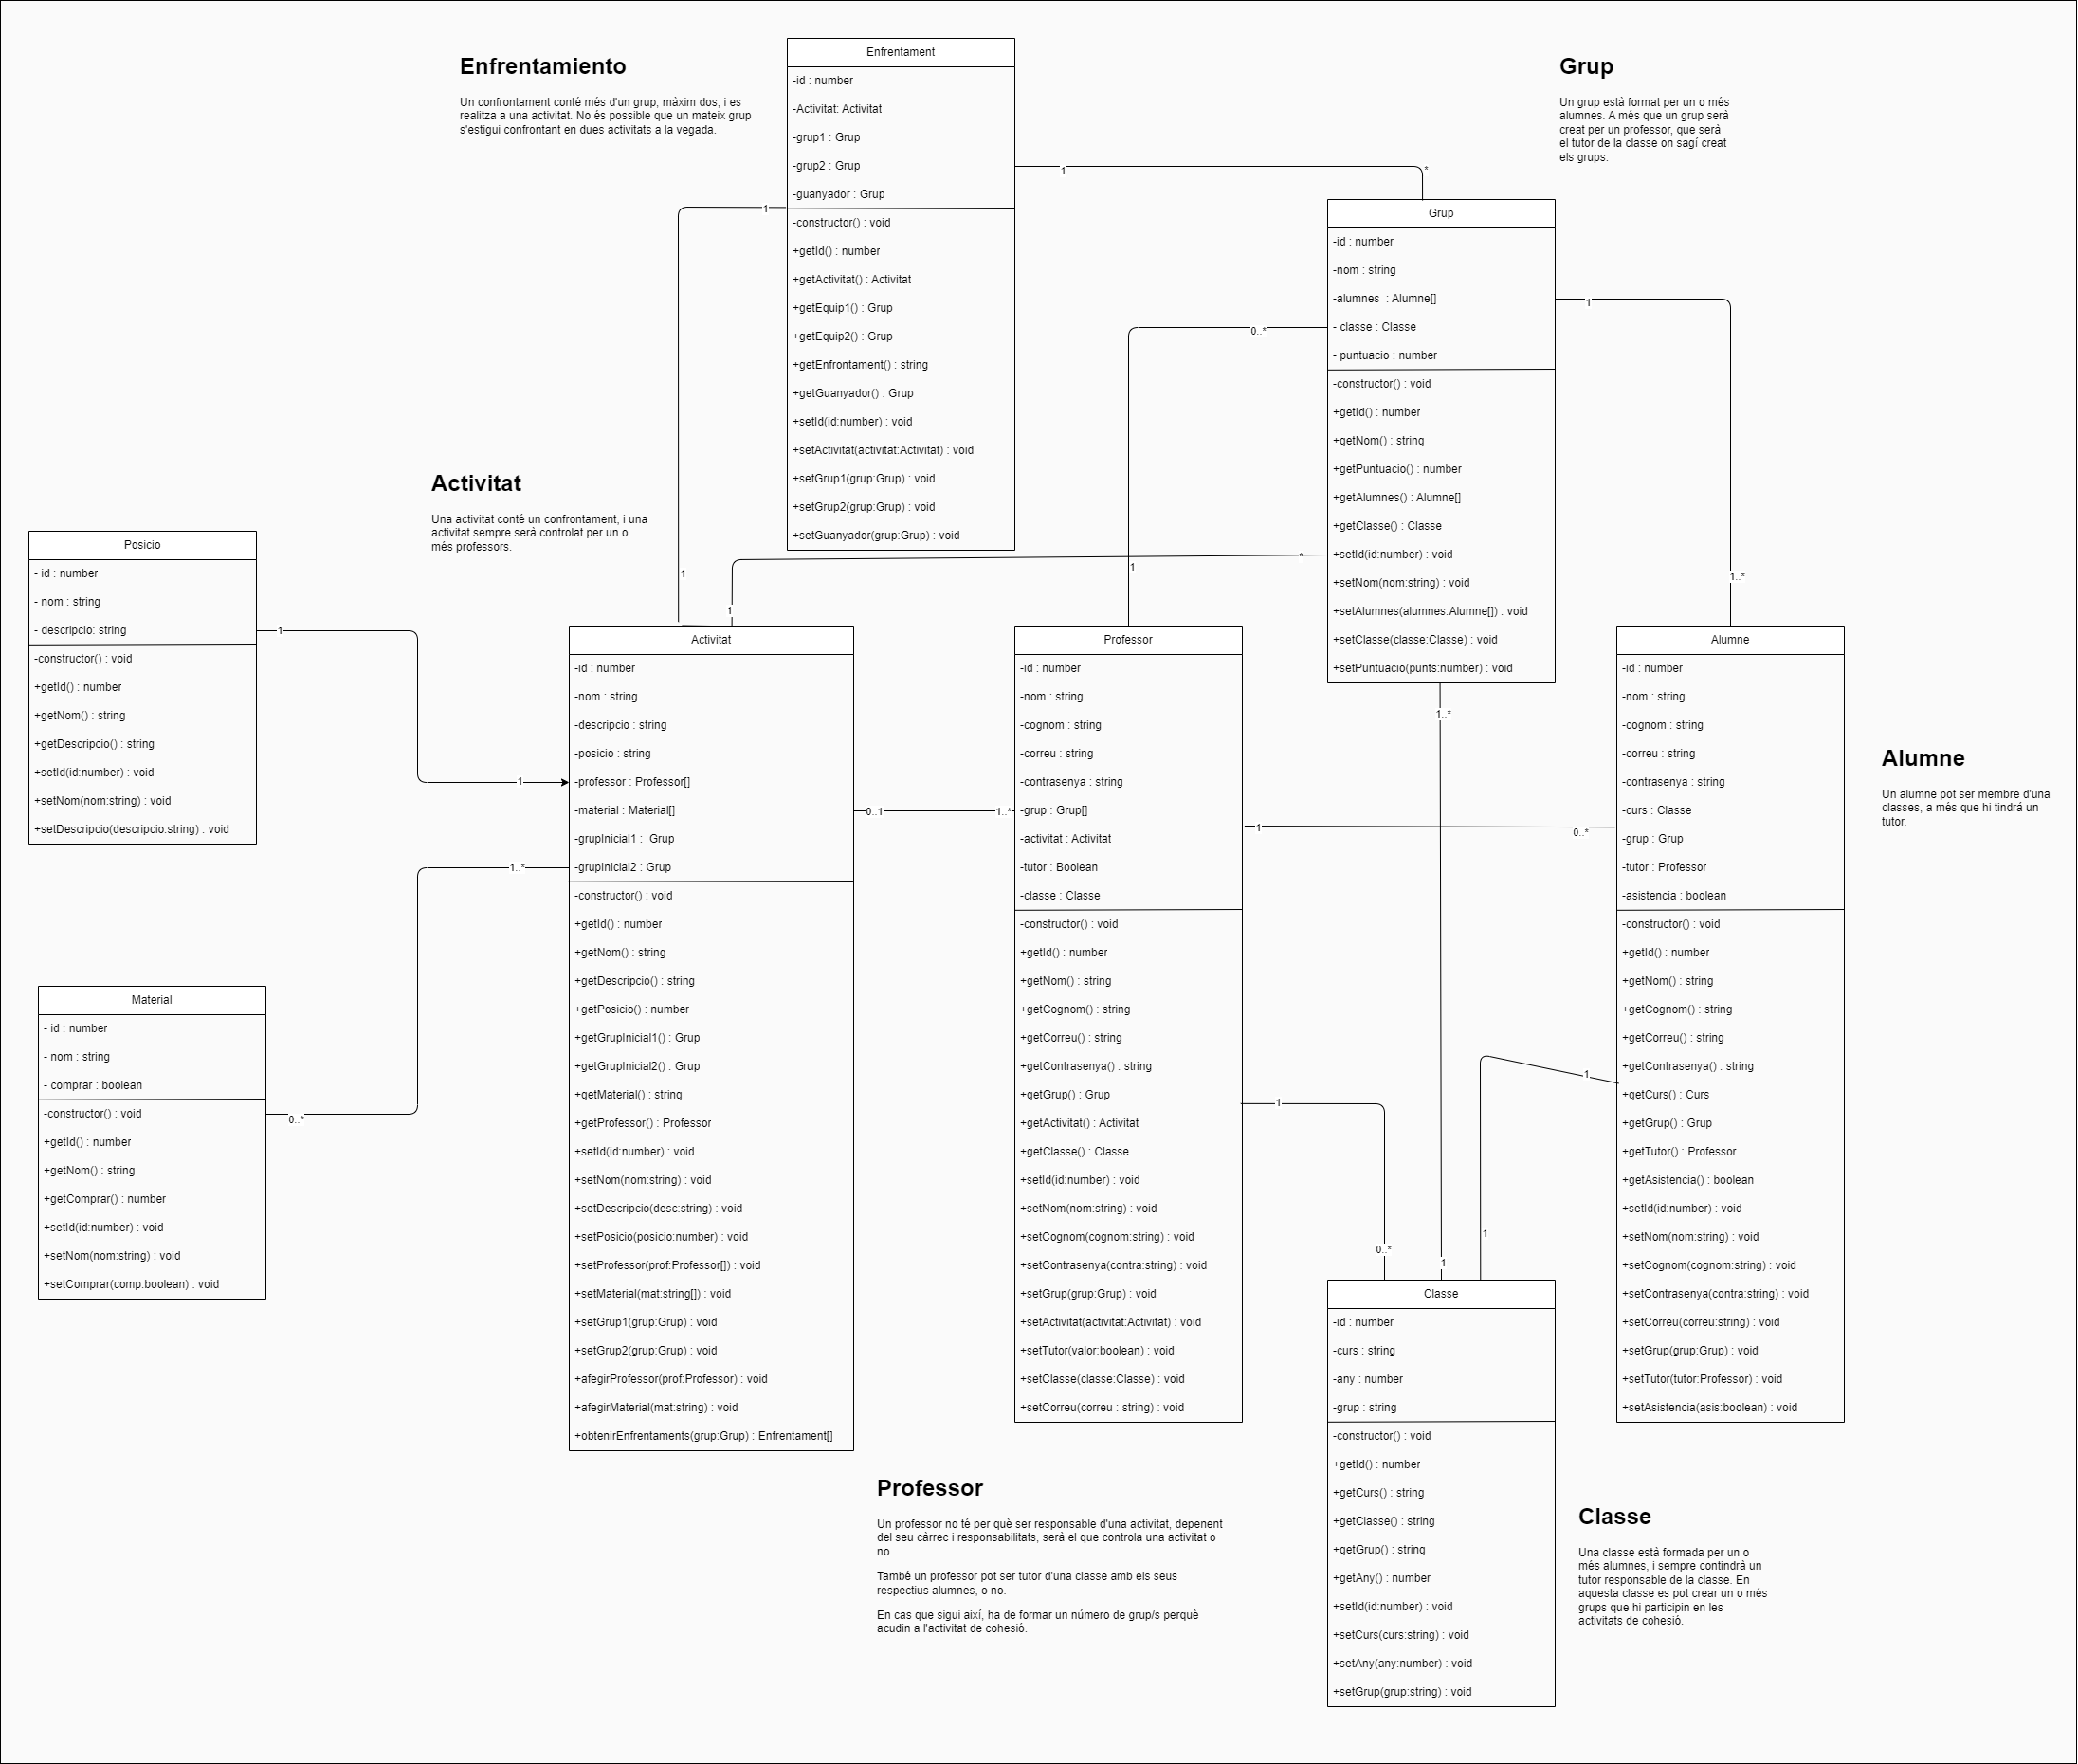 Enfrentamiento
Un confrontament conté més d'un grup, màxim dos, i es
realitza a una activitat. No és possible que un mateix grup
s'estigui confrontant en dues activitats a la vegada.
Enfrentament
-id : number
-Activitat: Activitat
-grup1 : Grup
-grup2 : Grup
-guanyador : Grup
-constructor() : void
+getId() : number
+getActivitat() : Activitat
+getEquip1() : Grup
+getEquip2() : Grup
+getEnfrontament() : string
+getGuanyador() : Grup
+setId(id:number) : void
+setActivitat(activitat:Activitat) : void
+setGrup1(grup:Grup) : void
+setGrup2(grup:Grup) : void
+setGuanyador(grup:Grup) : void
1
*
1
1
Grup
Un grup està format per un o més
alumnes. A més que un grup serà
creat per un professor, que serà
el tutor de la classe on sagí creat
els grups.
Grup
-id : number
-nom : string
-alumnes : Alumne[]
- classe : Classe
- puntuacio : number
-constructor() : void
+getId() : number
+getNom() : string
+getPuntuacio() : number
+getAlumnes() : Alumne[]
+getClasse() : Classe
+setId(id:number) : void
+setNom(nom:string) : void
+setAlumnes(alumnes:Alumne[]) : void
+setClasse(classe:Classe) : void
+setPuntuacio(punts:number) : void
1
1..*
0..*
1
*
1
1..*
1
Activitat
Una activitat conté un confrontament, i una
activitat sempre serà controlat per un o
més professors.
Posicio
- id : number
- nom : string
- descripcio: string
-constructor() : void
+getId() : number
+getNom() : string
+getDescripcio() : string
+setId(id:number) : void
+setNom(nom:string) : void
+setDescripcio(descripcio:string) : void
1
1
Material
- id : number
- nom : string
- comprar : boolean
-constructor() : void
+getId() : number
+getNom() : string
+getComprar() : number
+setId(id:number) : void
+setNom(nom:string) : void
+setComprar(comp:boolean) : void
0..*
1..*
Activitat
-id : number
-nom : string
-descripcio : string
-posicio : string
-professor : Professor[]
-material : Material[]
-grupInicial1 : Grup
-grupInicial2 : Grup
-constructor() : void
+getId() : number
+getNom() : string
+getDescripcio() : string
+getPosicio() : number
+getGrupInicial1() : Grup
+getGrupInicial2() : Grup
+getMaterial() : string
+getProfessor() : Professor
+setId(id:number) : void
+setNom(nom:string) : void
+setDescripcio(desc:string) : void
+setPosicio(posicio:number) : void
+setProfessor(prof:Professor[]) : void
+setMaterial(mat:string[]) : void
+setGrup1(grup:Grup) : void
+setGrup2(grup:Grup) : void
+afegirProfessor(prof:Professor) : void
+afegirMaterial(mat:string) : void
+obtenirEnfrentaments(grup:Grup) : Enfrentament[]
0..1
1..*
Professor
-id : number
-nom : string
-cognom : string
-correu : string
-contrasenya : string
-grup : Grup[]
-activitat : Activitat
-tutor : Boolean
-classe : Classe
-constructor() : void
+getId() : number
+getNom() : string
+getCognom() : string
+getCorreu() : string
+getContrasenya() : string
+getGrup() : Grup
+getActivitat() : Activitat
+getClasse() : Classe
+setId(id:number) : void
+setNom(nom:string) : void
+setCognom(cognom:string) : void
+setContrasenya(contra:string) : void
+setGrup(grup:Grup) : void
+setActivitat(activitat:Activitat) : void
+setTutor(valor:boolean) : void
+setClasse(classe:Classe) : void
+setCorreu(correu : string) : void
1
0..*
1
0..*
Alumne
-id : number
-nom : string
-cognom : string
-correu : string
-contrasenya : string
-curs : Classe
-grup : Grup
-tutor : Professor
-asistencia : boolean
-constructor() : void
+getId() : number
+getNom() : string
+getCognom() : string
+getCorreu() : string
+getContrasenya() : string
+getCurs() : Curs
+getGrup() : Grup
+getTutor() : Professor
+getAsistencia() : boolean
+setId(id:number) : void
+setNom(nom:string) : void
+setCognom(cognom:string) : void
+setContrasenya(contra:string) : void
+setCorreu(correu:string) : void
+setGrup(grup:Grup) : void
+setTutor(tutor:Professor) : void
+setAsistencia(asis:boolean) : void
1
1
Alumne
Un alumne pot ser membre d'una
classes, a més que hi tindrá un
tutor.
Classe
-id : number
-curs : string
-any : number
-grup : string
-constructor() : void
+getId() : number
+getCurs() : string
+getClasse() : string
+getGrup() : string
+getAny() : number
+setId(id:number) : void
+setCurs(curs:string) : void
+setAny(any:number) : void
+setGrup(grup:string) : void
Professor
Un professor no té per què ser responsable d'una activitat, depenent
del seu càrrec i responsabilitats, serà el que controla una activitat o
no.
També un professor pot ser tutor d'una classe amb els seus
respectius alumnes, o no.
En cas que sigui així, ha de formar un número de grup/s perquè
acudin a l'activitat de cohesió.
Classe
Una classe està formada per un o
més alumnes, i sempre contindrà un
tutor responsable de la classe. En
aquesta classe es pot crear un o més
grups que hi participin en les
activitats de cohesió.